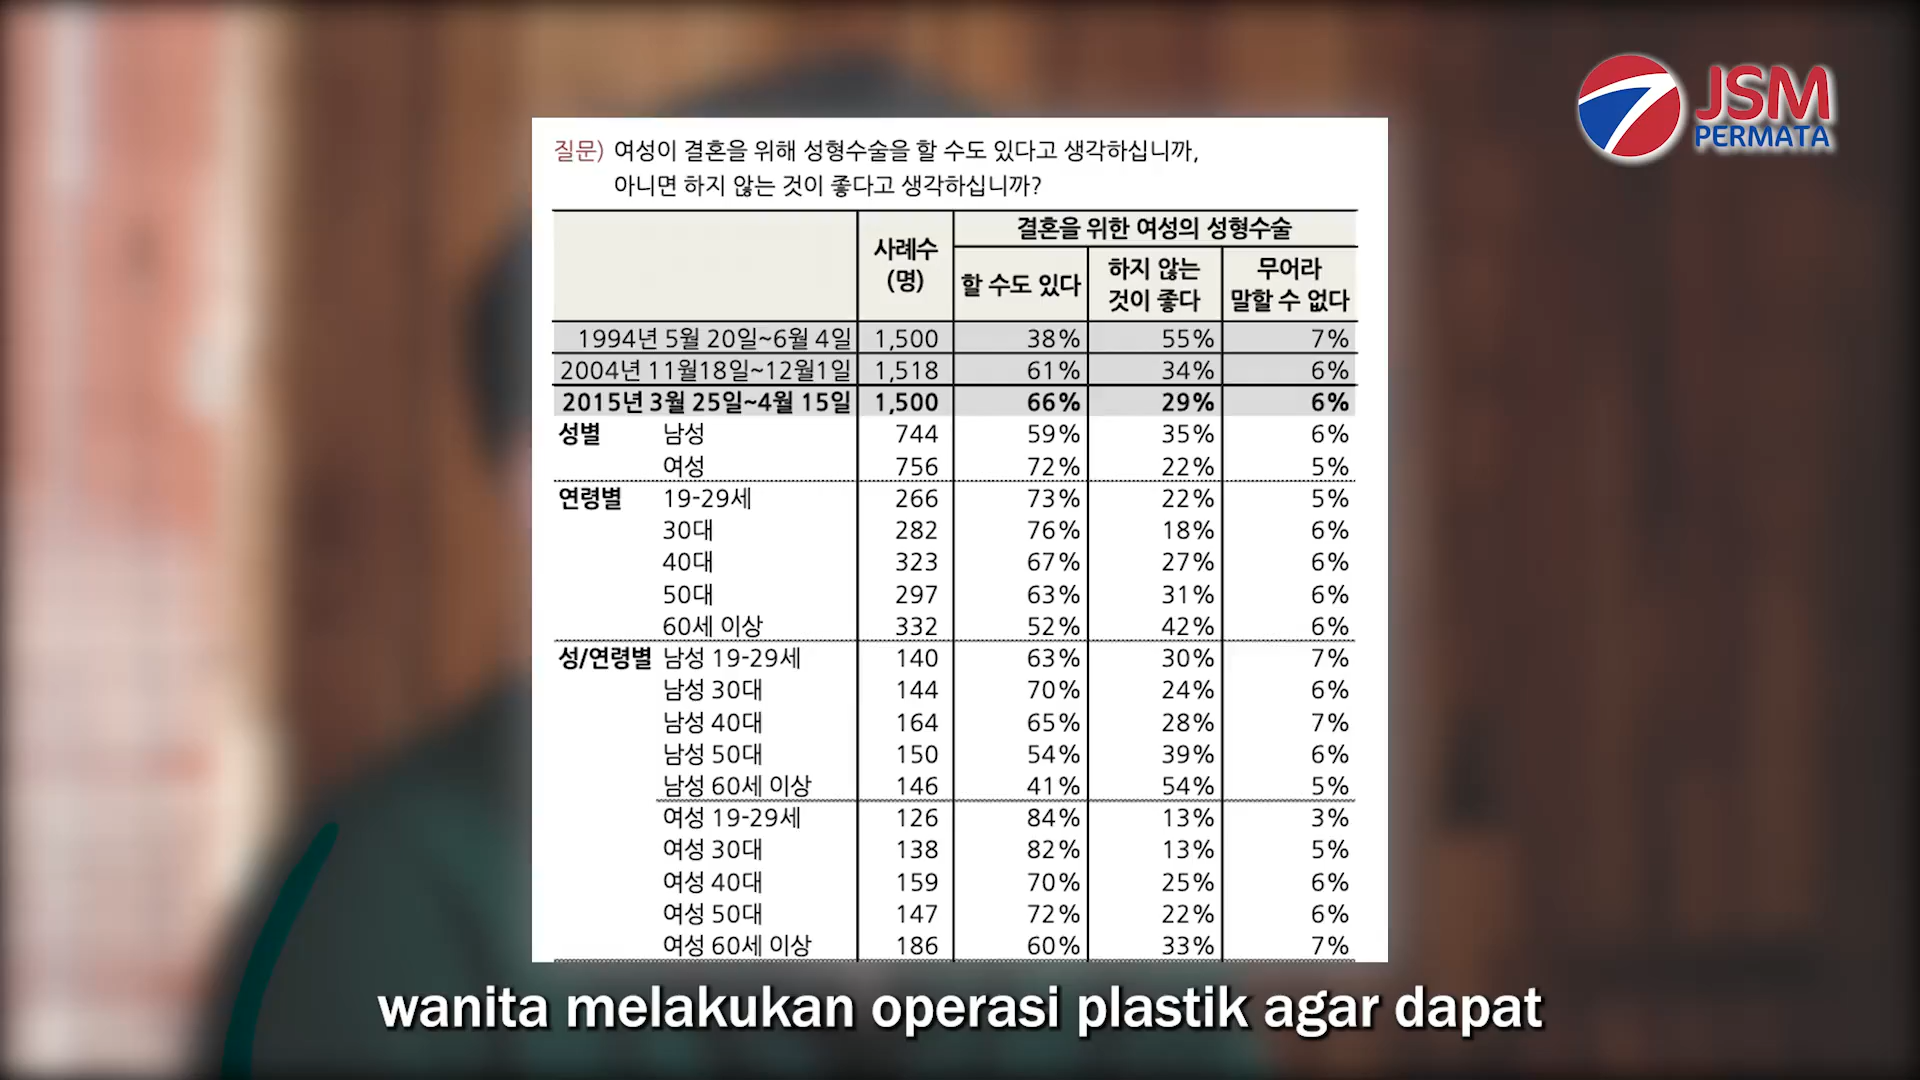 JSM
PERMATA
질문) 여성이 결혼을 위해 성형수술을 할 수도 있다고 생각하십니까,
아니면 하지 않는 것이 좋다고 생각하십니까?
사례수
(명)
결혼을 위한 여성의 성형수술
할 수도 있다
하지 않는
것이 좋다
무어라
말할 수 없다
1994년 5월 20일~6월 4일 1,500 38% 55% 7%
2004년 11월18일~12월1일 1,518 61% 34% 6%
2015년 3월 25일~4월 15일 1,500 66% 29% 6%
성별 남성 744 59% 35% 6%
여성 756 72% 22% 5%
연령별 19-29세 266 73% 22% 5%
30대 282 76% 18% 6%
40대 323 67% 27% 6%
50대 297 63% 31% 6%
60세 이상 332 52% 42% 6%
성/연령별 남성 19-29세 140 63% 30% 7%
남성 30대 144 70% 24% 6%
남성 40대 164 65% 28% 7%
남성 50대 150 54% 39% 6%
남성 60세 이상 146 41% 54% 5%
여성 19-29세 126 84% 13% 3%
여성 30대 138 82% 13% 5%
여성 40대 159 70% 25% 6%
여성 50대 147 72% 22% 6%
여성 60세 이상 186 60% 33% 7%
wanita melakukan operasi plastik agar dapat